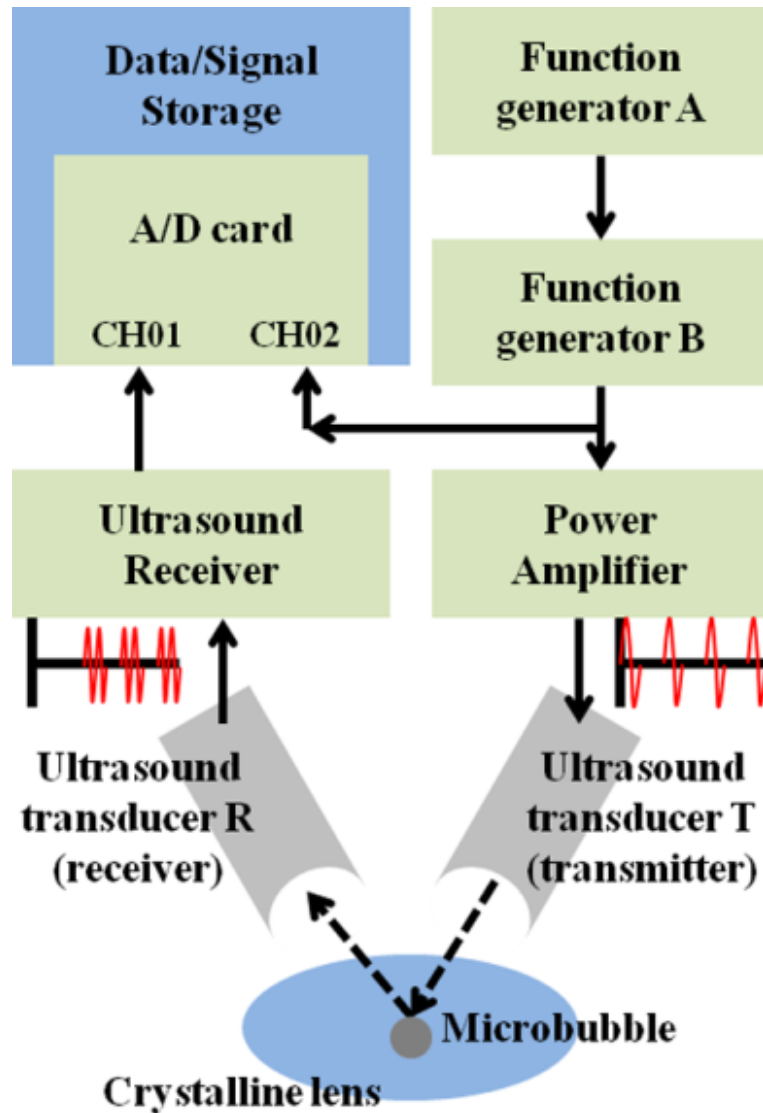 Data/Signal
Storage
A/D card
CH01
CH02
Function
generator A
Function
generator B
Ultrasound
Receiver
Power
Amplifier
Ultrasound
transducer R
(receiver)
Ultrasound
transducer T
(transmitter)
Microbubble
Crystalline lens